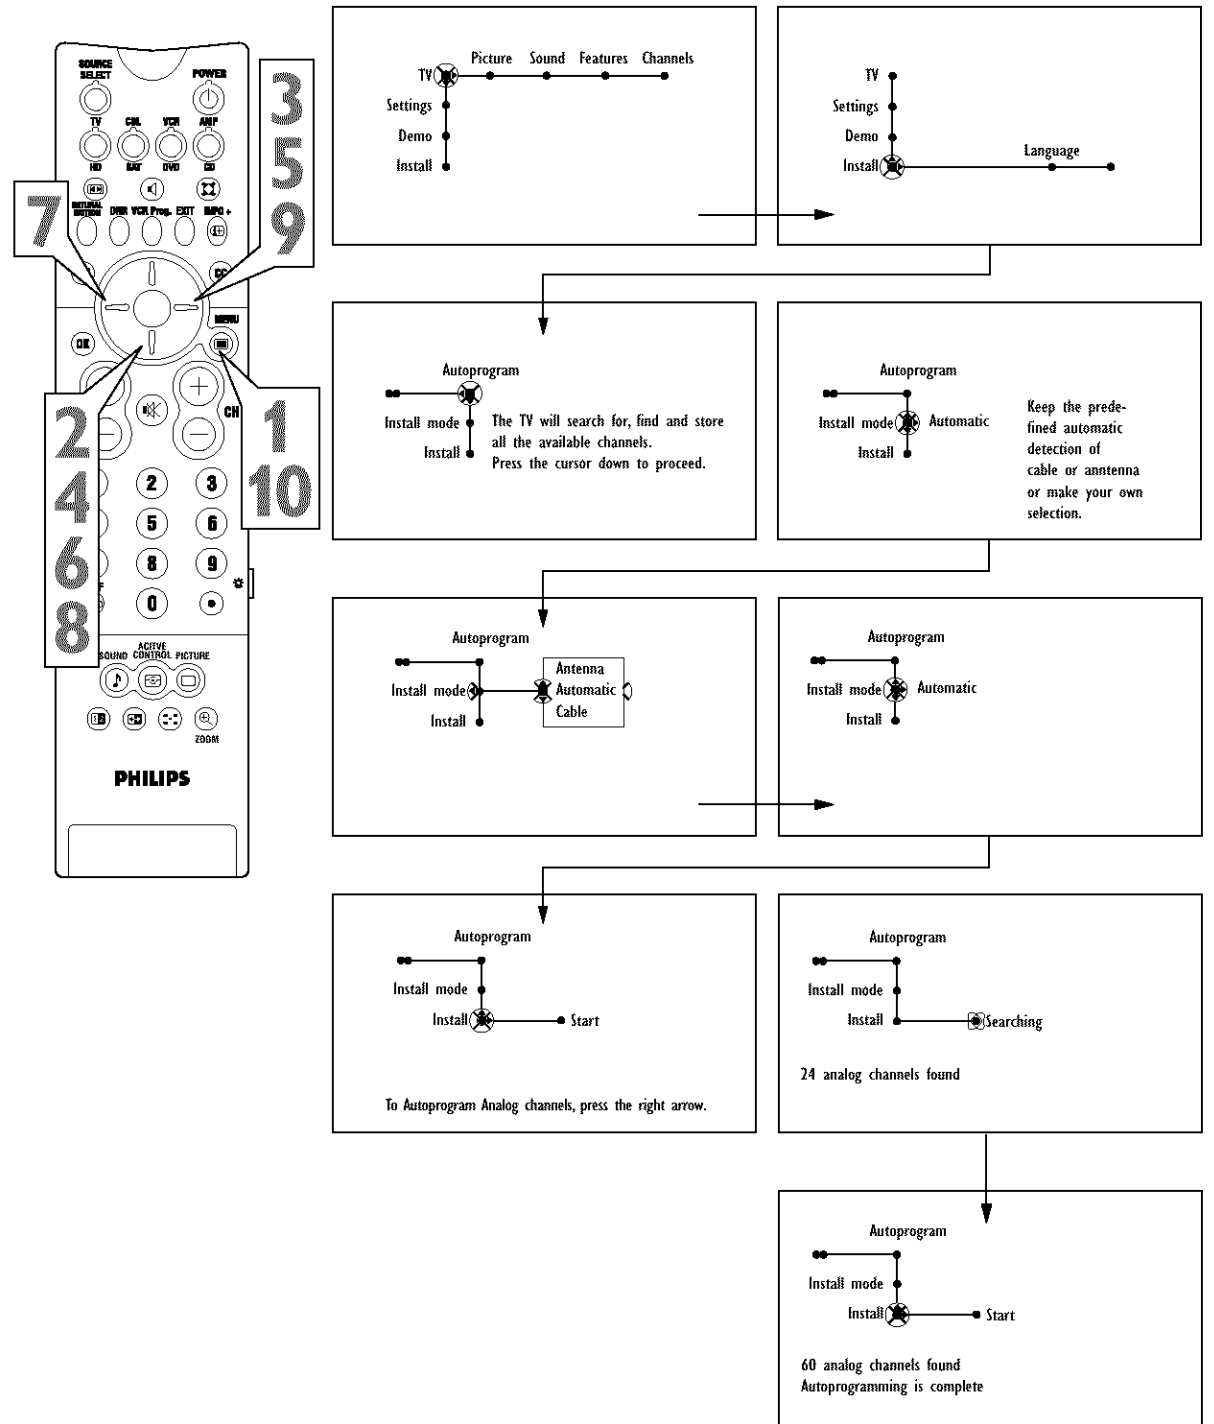 SOURCE
SELECT
POWER
TV CBL VCR AMP
HD SAT DVD CD
NATURAL
MOTION
DNR VCR Prog. EXIT INFO +
CC
MENU
OK
CH
2 3
5 6
8 9
0
ACTIVE
SOUND CONTROL PICTURE
ZOOM
PHILIPS
7
3
5
9
2
4
6
8
1
10
Picture Sound Features Channels
TV
Settings
Demo
Install
TV
Settings
Demo
Install
Language
Autoprogram
Install mode
Install
The TV will search for, find and store
all the available channels.
Press the cursor down to proceed.
Autoprogram
Install mode Automatic
Install
Keep the prede-
fined automatic
detection of
cable or anntenna
or make your own
selection.
Autoprogram
Install mode
Install
Antenna
Automatic
Cable
Autoprogram
Install mode Automatic
Install
Autoprogram
Install mode
Install Start
To Autoprogram Analog channels, press the right arrow.
Autoprogram
Install mode
Install Searching
24 analog channels found
Autoprogram
Install mode
Install Start
60 analog channels found
Autoprogramming is complete